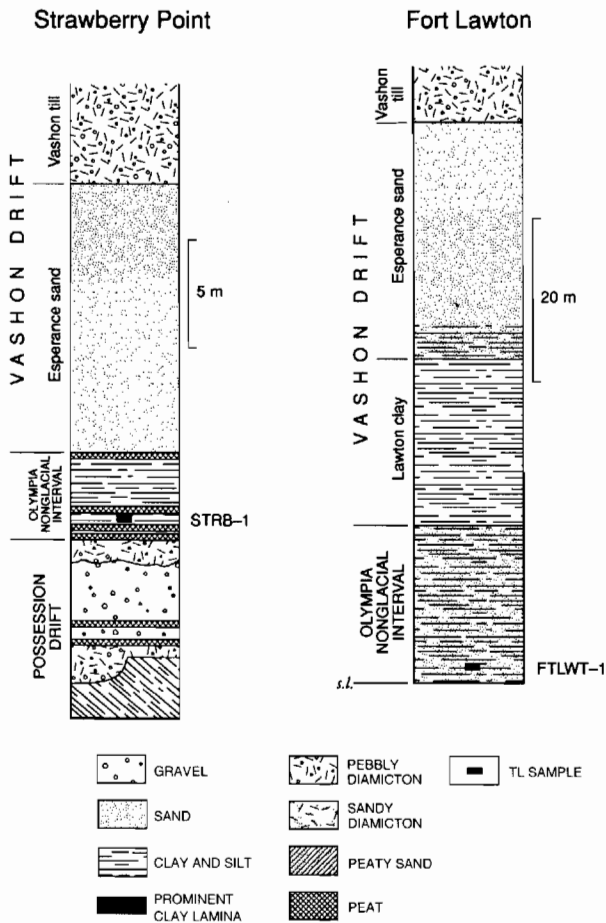 Strawberry Point
Fort Lawton
VASHON DRIFT
Vashon till
Esperance sand
5 m
OLYMPIA
NONGLACIAL
INTERVAL
STRB–1
POSSESSION
DRIFT
VASHON DRIFT
Vashon
till
Esperance sand
20 m
Lawton clay
OLYMPIA
NONGLACIAL
INTERVAL
FTLWT–1
s.l.
GRAVEL
SAND
CLAY AND SILT
PROMINENT
CLAY LAMINA
PEBBLY
DIAMICTON
SANDY
DIAMICTON
PEATY SAND
PEAT
TL SAMPLE